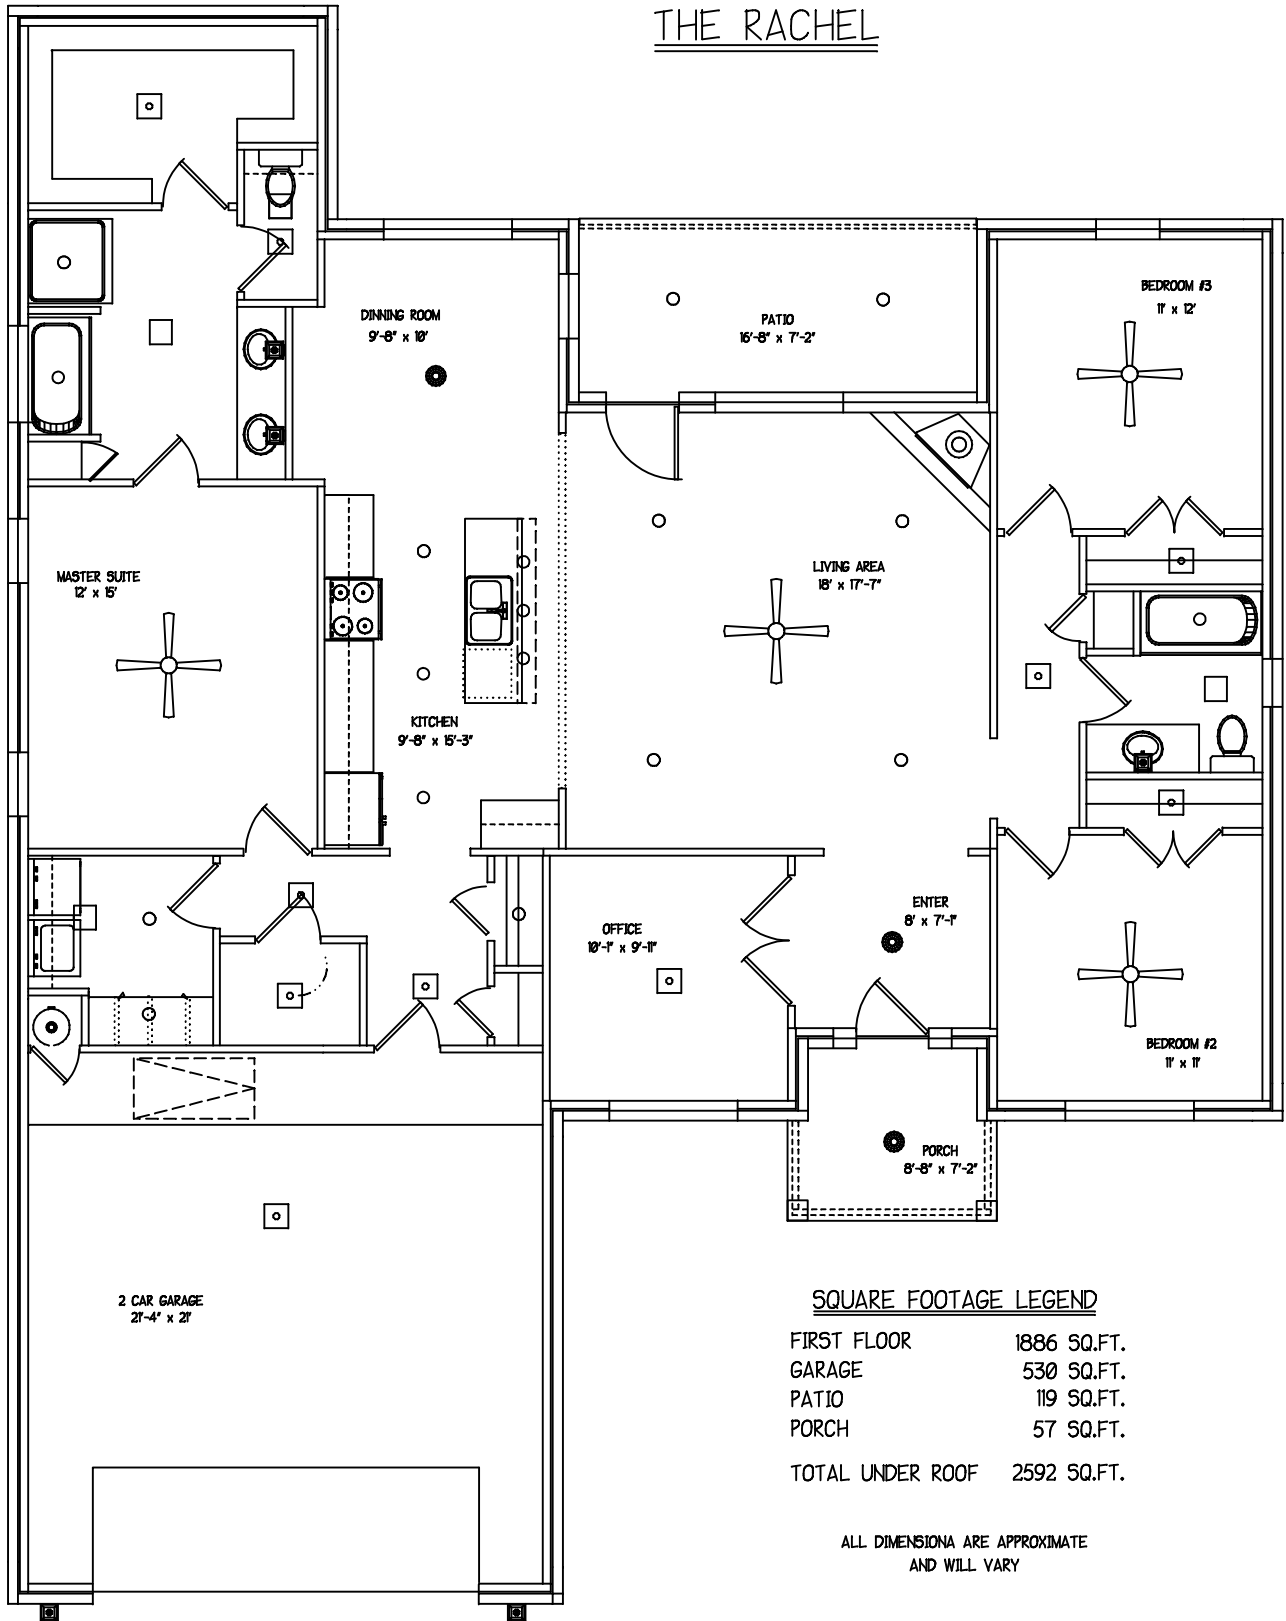 THE RACHEL
BEDROOM #3
11' x 12'
DINNING ROOM
9'-8" x 10'
PATIO
16'-8" x 7'-2"
MASTER SUITE
12' x 15'
LIVING AREA
18' x 17'-7"
KITCHEN
9'-8" x 15'-3"
ENTER
8' x 7'-1"
OFFICE
10'-1" x 9'-11"
BEDROOM #2
11' x 11'
PORCH
8'-8" x 7'-2"
2 CAR GARAGE
21'-4" x 21'
SQUARE FOOTAGE LEGEND
FIRST FLOOR 1886 SQ.FT.
GARAGE 530 SQ.FT.
PATIO 119 SQ.FT.
PORCH 57 SQ.FT.
TOTAL UNDER ROOF 2592 SQ.FT.
ALL DIMENSIONA ARE APPROXIMATE
AND WILL VARY